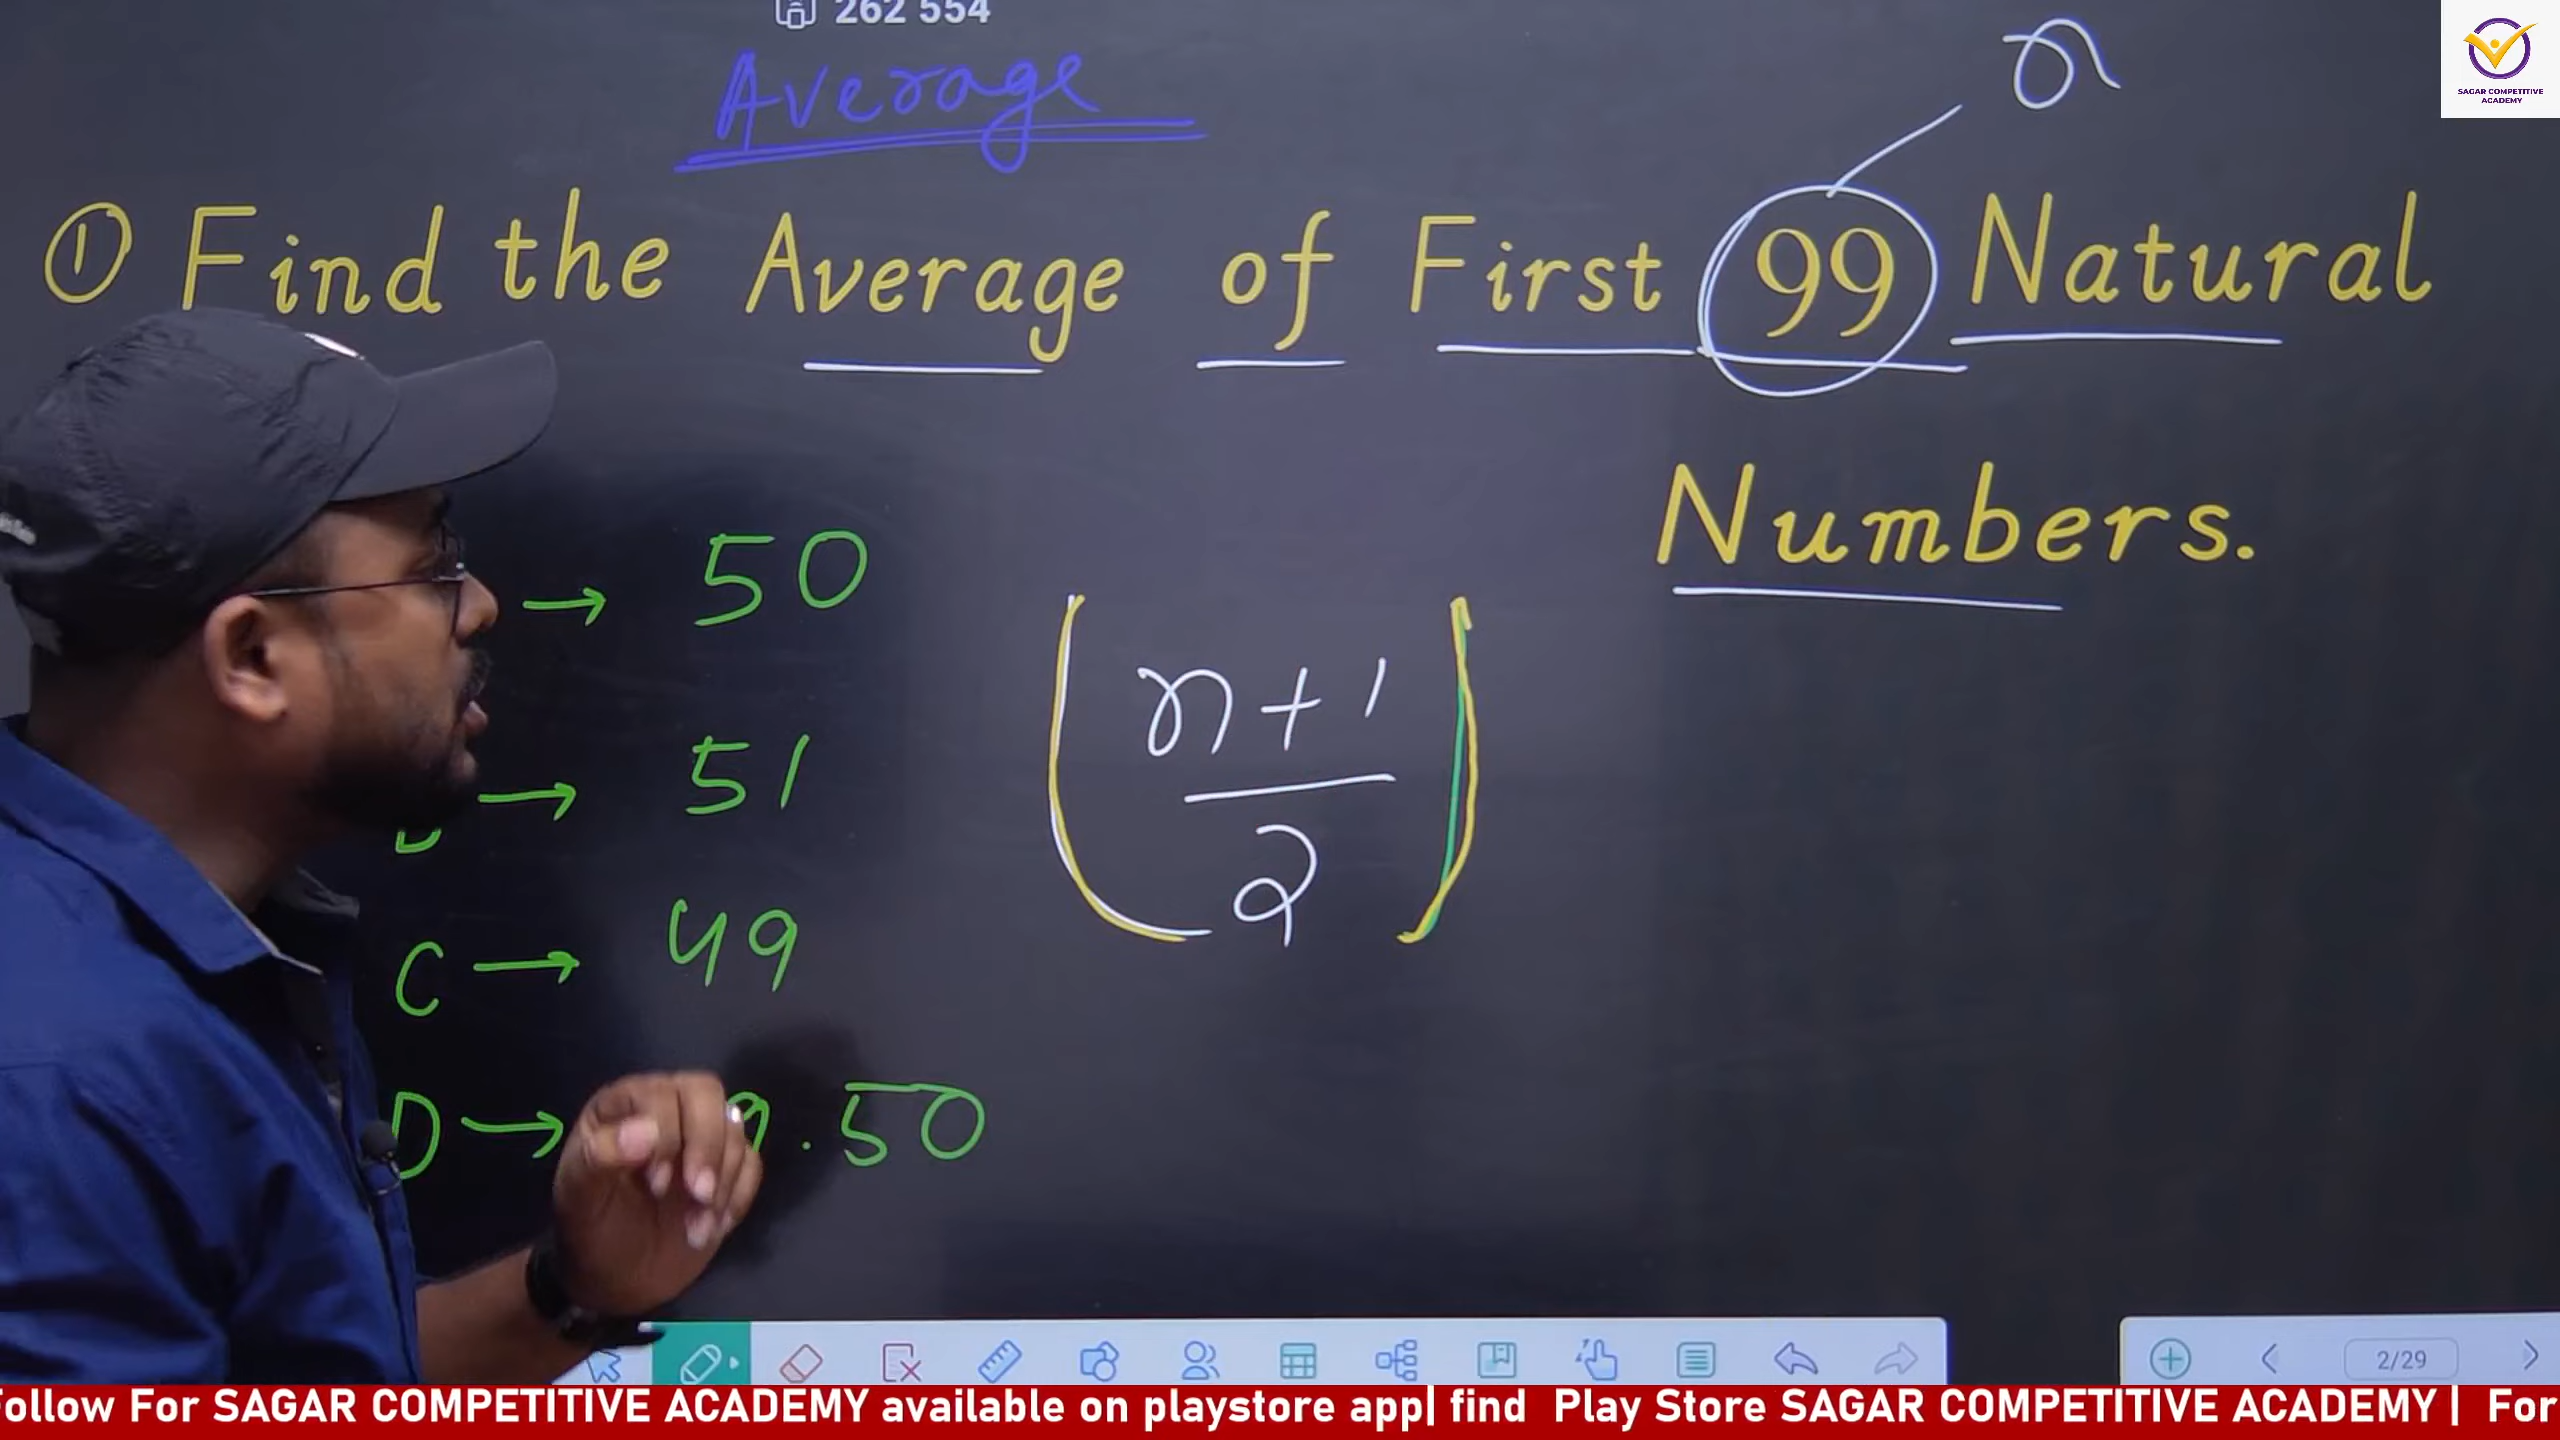 262 554
Average
n
SAGAR COMPETITIVE
ACADEMY
① Find the Average of First 99 Natural
Numbers.
→ 50
→ 51
C → 49
D → 9.50
(n+1
2)
2/29
Follow For SAGAR COMPETITIVE ACADEMY available on playstore app| find Play Store SAGAR COMPETITIVE ACADEMY | For